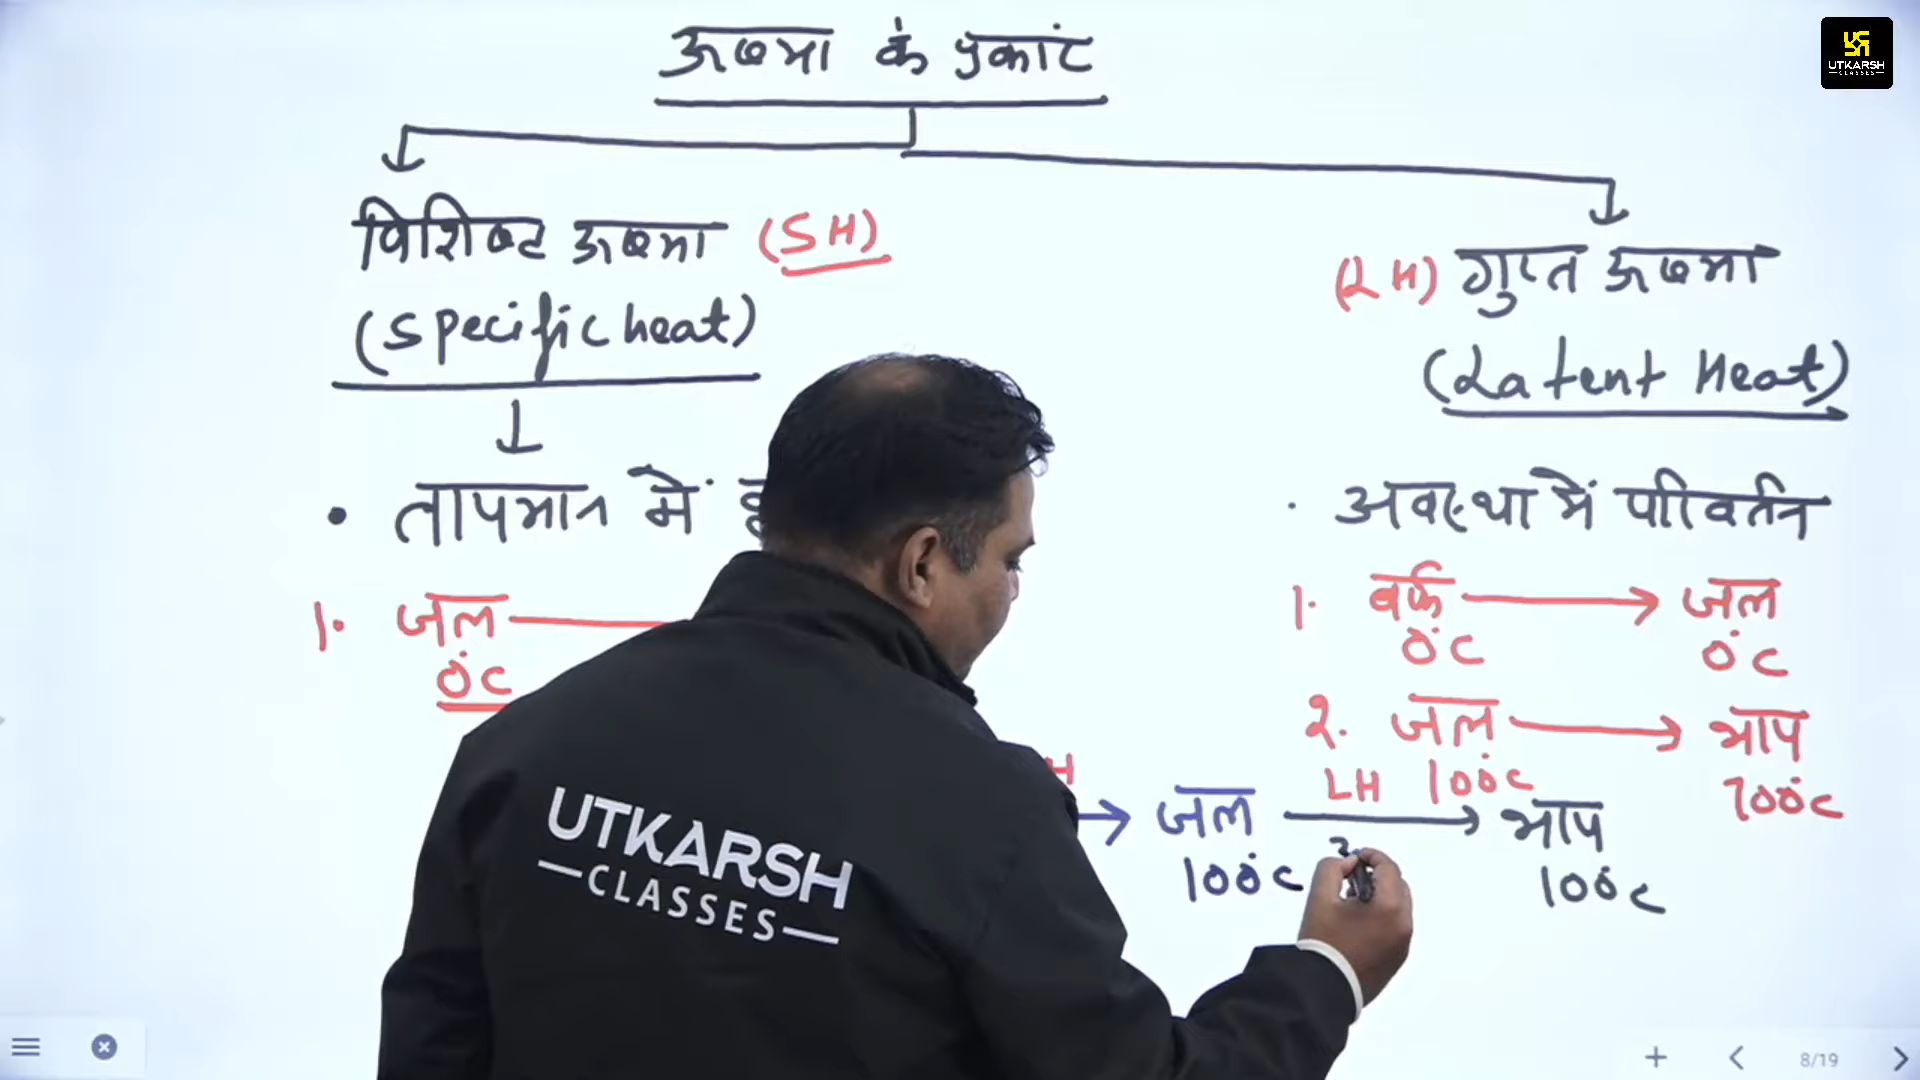 ऊष्मा के प्रकार
UTKARSH
CLASSES
विशिष्ट ऊष्मा (SH)
(Specific heat)
(LH) गुप्त ऊष्मा
(Latent Heat)
• तापमान में
· अवस्था में परिवर्तन
1. जल
0°C
1. बर्फ → जल
0°C 0°C
2. जल → भाप
100°C 100°C
H → जल LH → भाप
100°C 100°C
UTKARSH
CLASSES
8/19